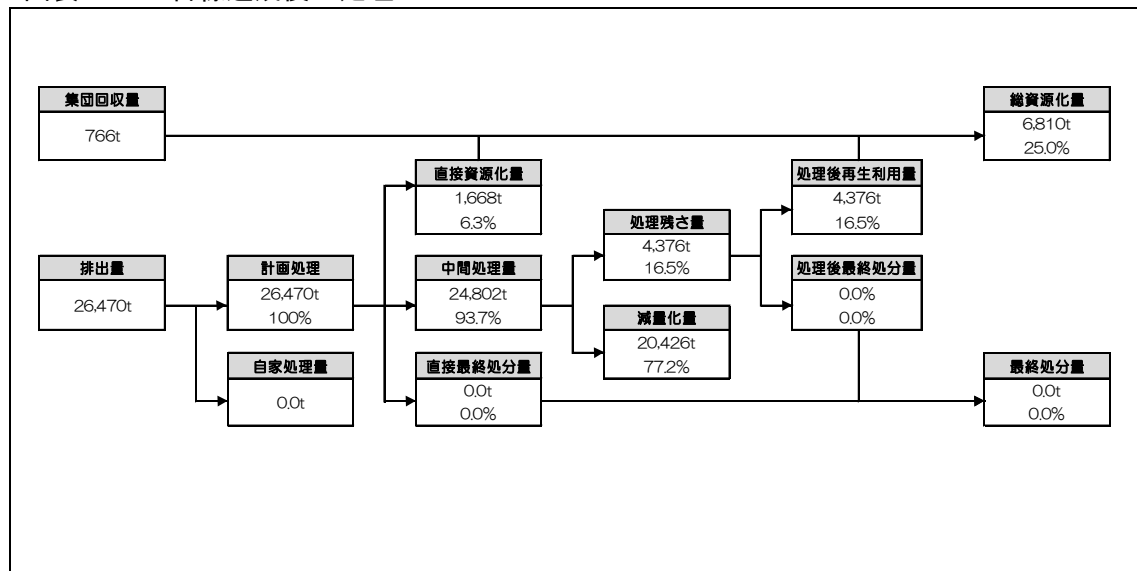 集団回収量
766t
総資源化量
6,810t
25.0%
直接資源化量
1,668t
6.3%
処理後再生利用量
4,376t
16.5%
処理残さ量
4,376t
16.5%
排出量
26,470t
計画処理
26,470t
100%
中間処理量
24,802t
93.7%
処理後最終処分量
0.0%
0.0%
減量化量
20,426t
77.2%
自家処理量
0.0t
直接最終処分量
0.0t
0.0%
最終処分量
0.0t
0.0%